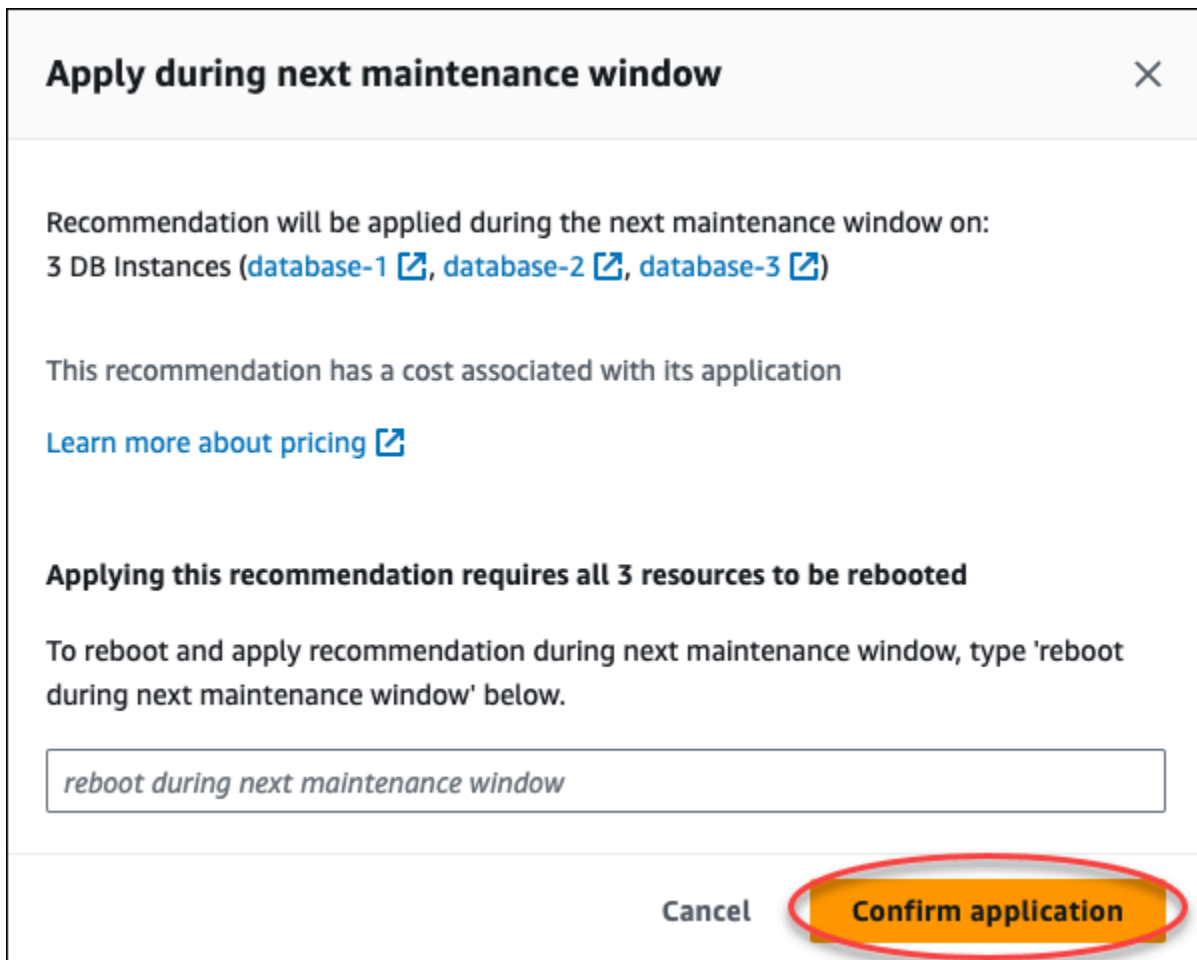 Apply during next maintenance window
Recommendation will be applied during the next maintenance window on:
3 DB Instances (database-1, database-2, database-3)
This recommendation has a cost associated with its application
Learn more about pricing
Applying this recommendation requires all 3 resources to be rebooted
To reboot and apply recommendation during next maintenance window, type 'reboot
during next maintenance window' below.
reboot during next maintenance window
Cancel Confirm application